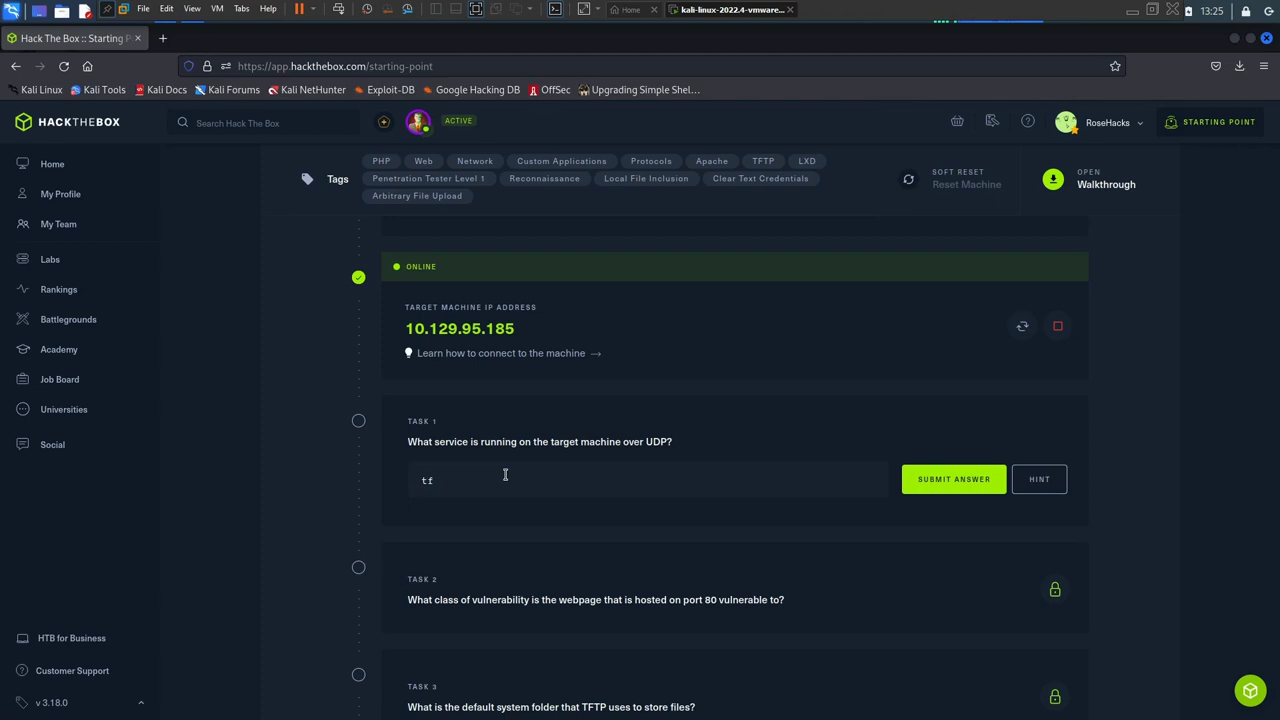 File Edit View VM Tabs Help
Home
kali-linux-2022.4-vmware...
13:25
Hack The Box :: Starting P
https://app.hackthebox.com/starting-point
Kali Linux Kali Tools Kali Docs Kali Forums Kali NetHunter Exploit-DB Google Hacking DB OffSec Upgrading Simple Shel...
HACKTHEBOX
Search Hack The Box
ACTIVE
RoseHacks
STARTING POINT
Home
My Profile
My Team
Labs
Rankings
Battlegrounds
Academy
Job Board
Universities
Social
HTB for Business
Customer Support
v 3.18.0
Tags
PHP Web Network Custom Applications Protocols Apache TFTP LXD
Penetration Tester Level 1 Reconnaissance Local File Inclusion Clear Text Credentials
Arbitrary File Upload
SOFT RESET
Reset Machine
OPEN
Walkthrough
ONLINE
TARGET MACHINE IP ADDRESS
10.129.95.185
Learn how to connect to the machine →
TASK 1
What service is running on the target machine over UDP?
tf
SUBMIT ANSWER
HINT
TASK 2
What class of vulnerability is the webpage that is hosted on port 80 vulnerable to?
TASK 3
What is the default system folder that TFTP uses to store files?